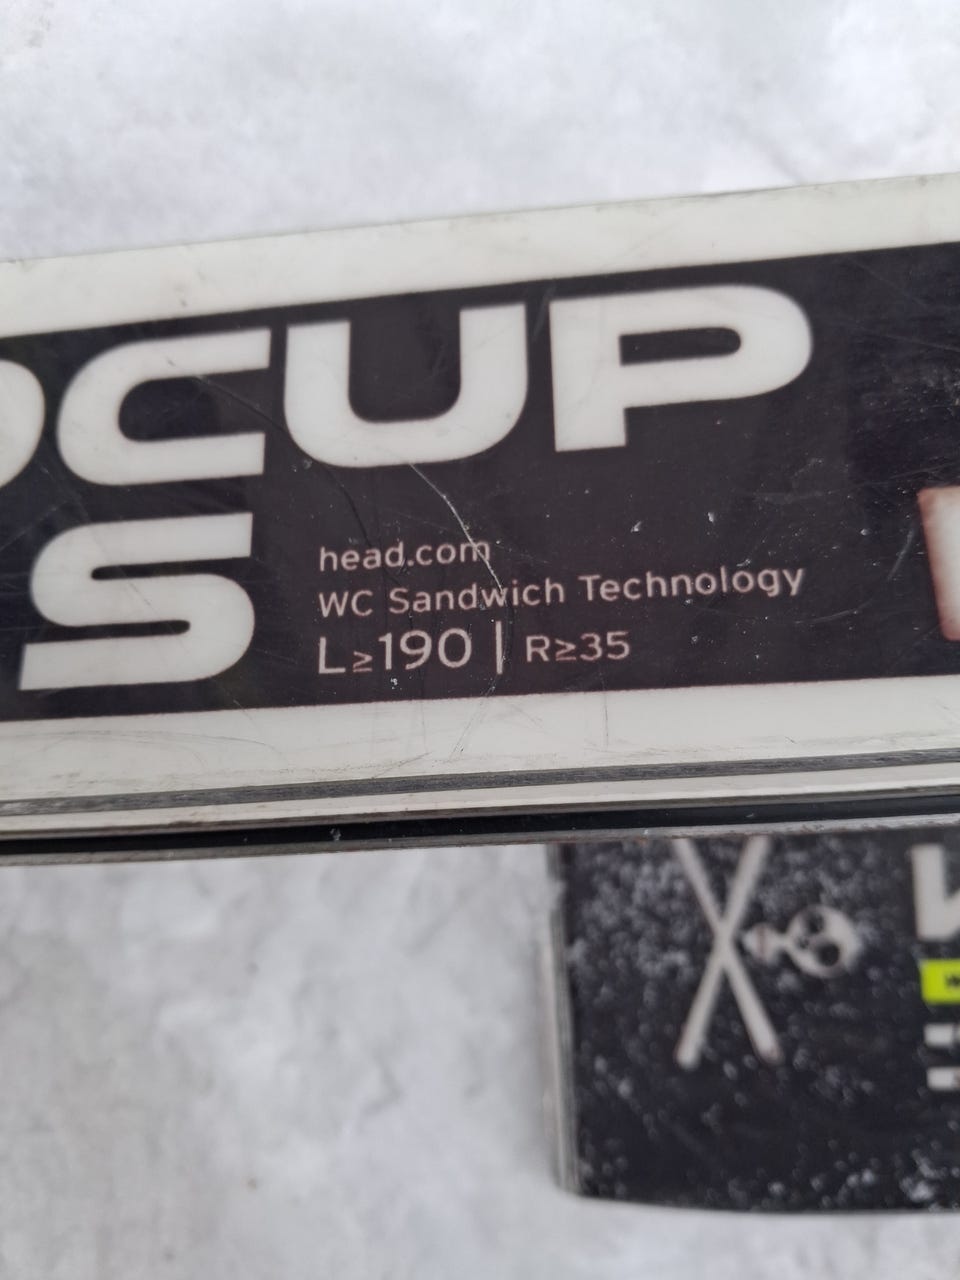 CUP
S
head.com
WC Sandwich Technology
L≥190 | R≥35